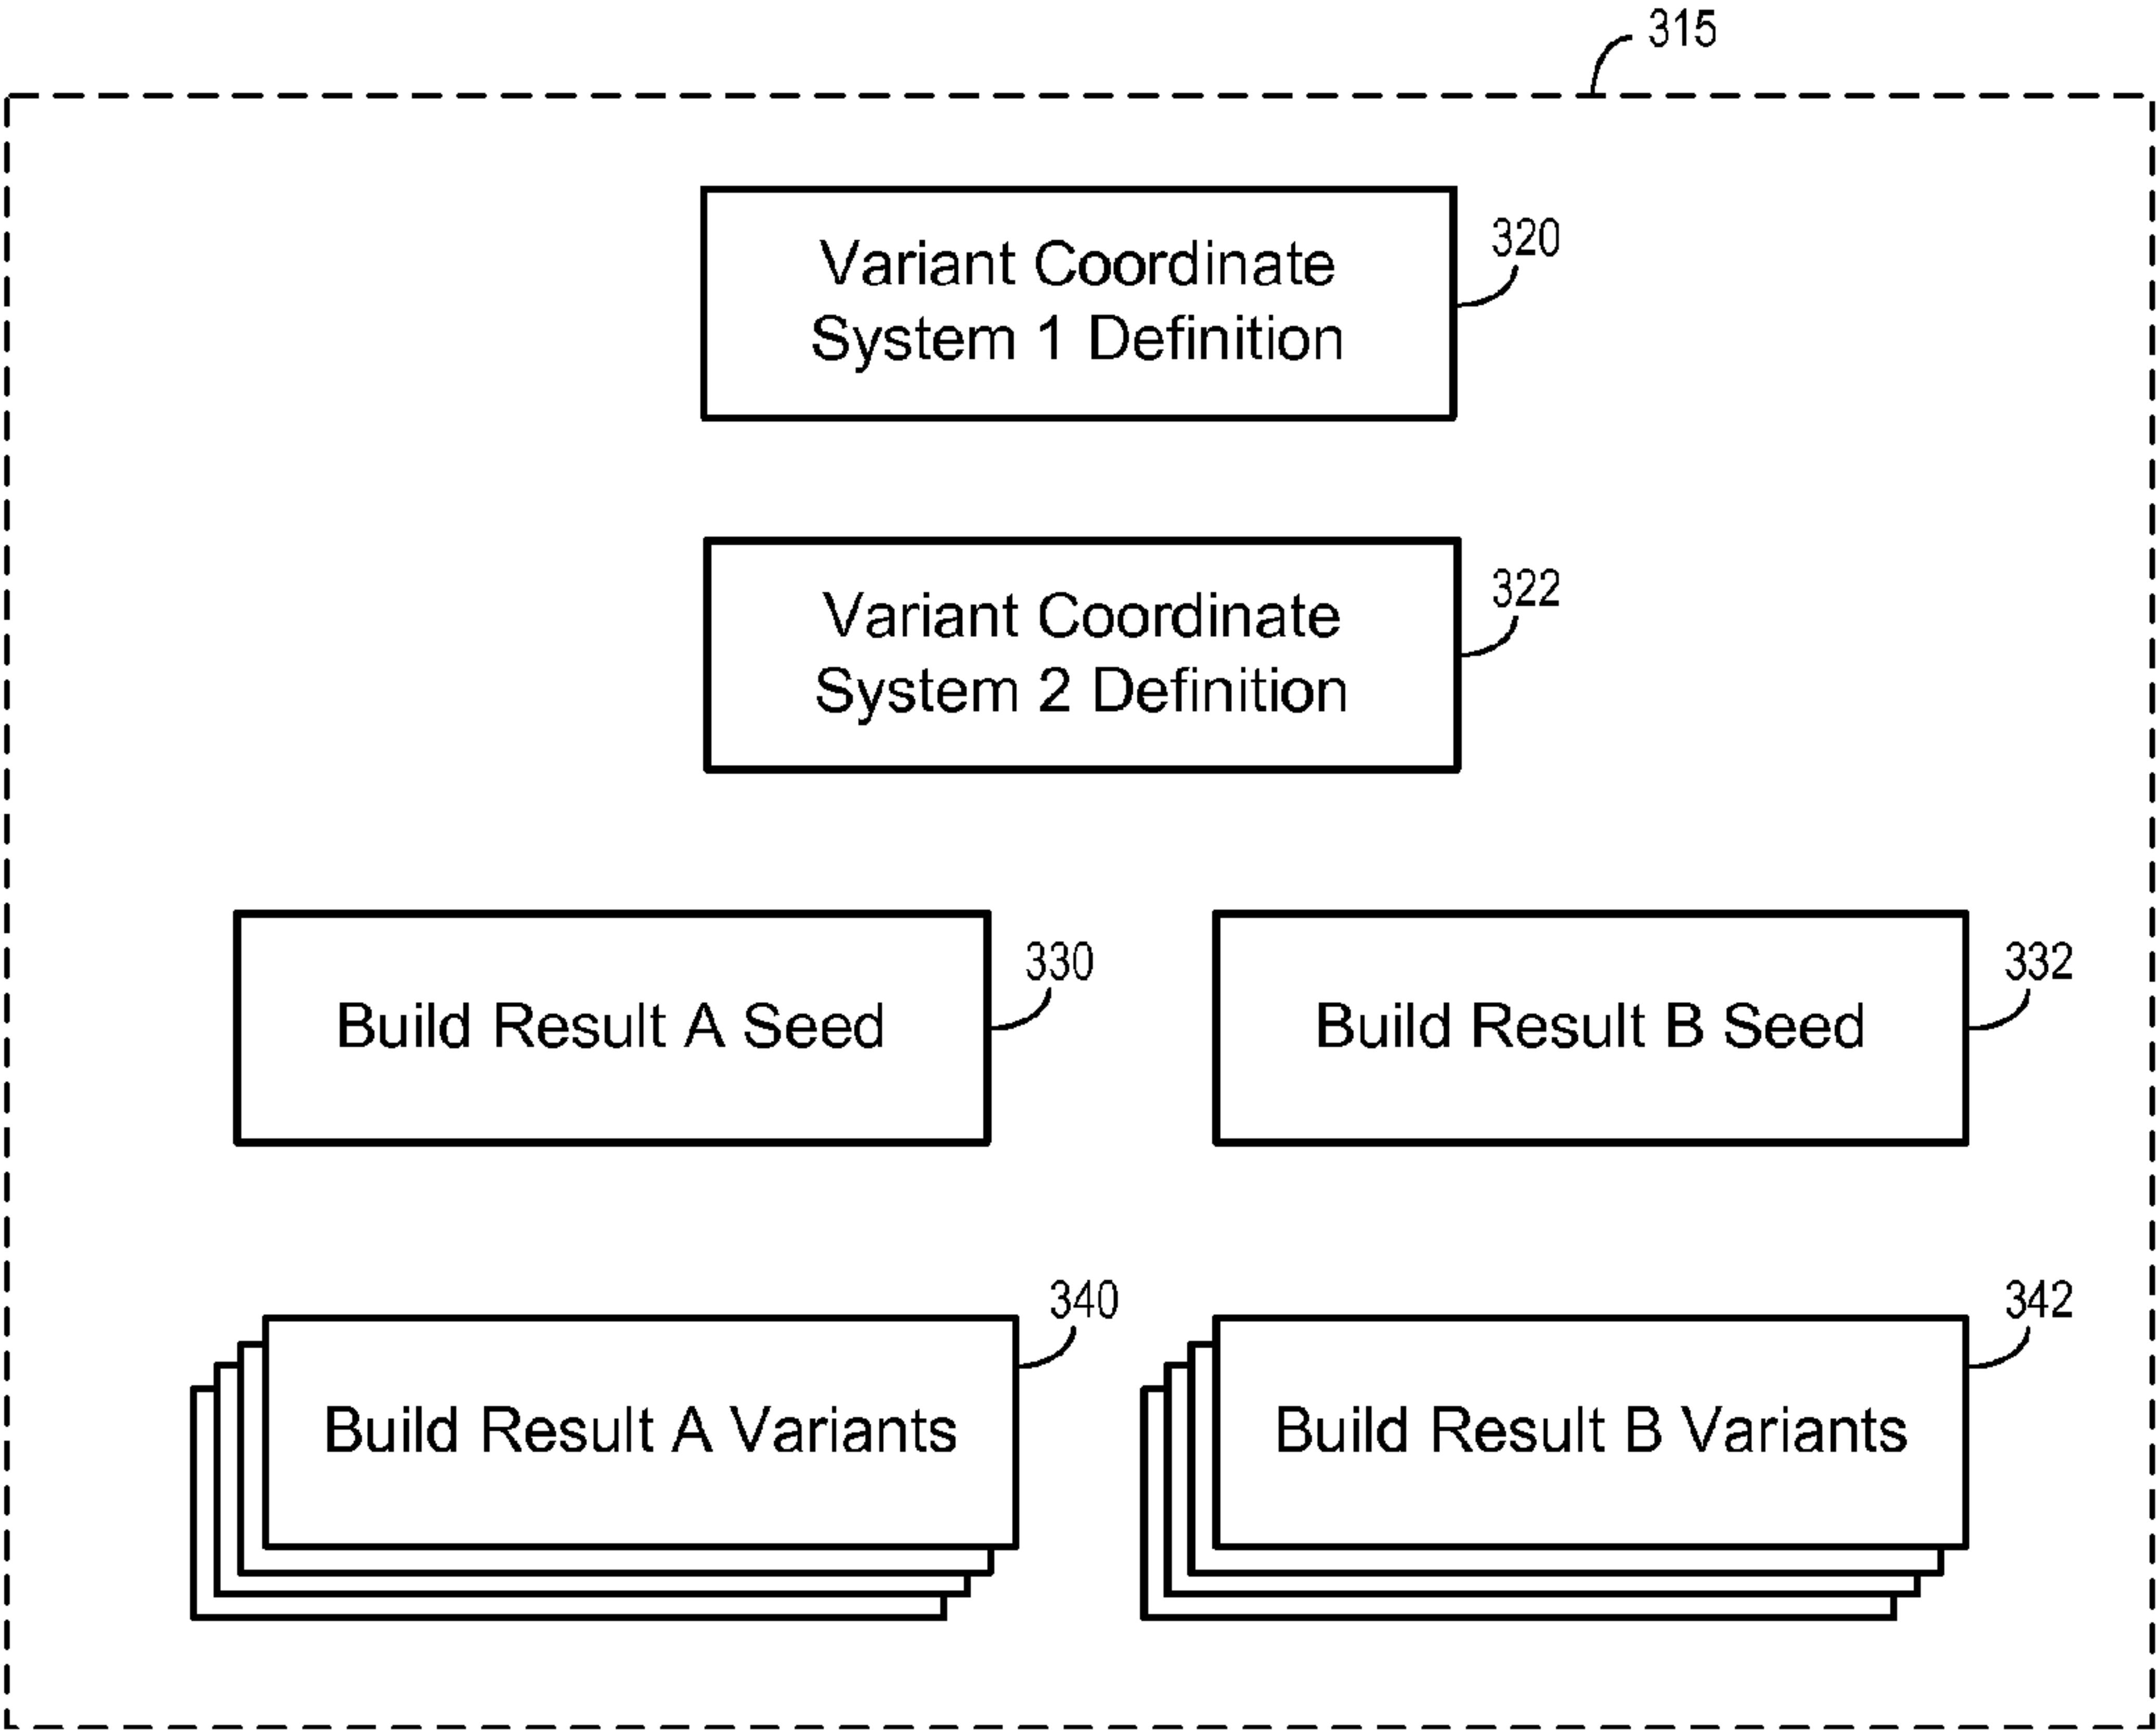 315
Variant Coordinate
System 1 Definition
320
Variant Coordinate
System 2 Definition
322
Build Result A Seed
330
Build Result B Seed
332
Build Result A Variants
340
Build Result B Variants
342